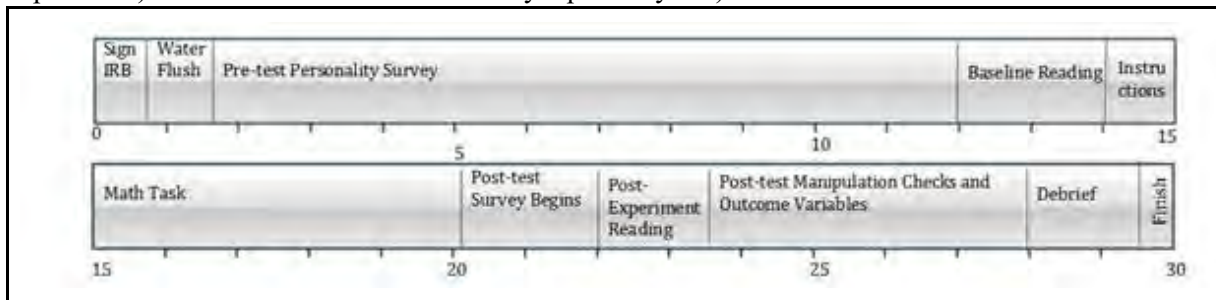 Sign
IRB
Water
Flush
Pre-test Personality Survey
Baseline Reading
Instru
ctions
0
5
10
15
Math Task
Post-test
Survey Begins
Post-
Experiment
Reading
Post-test Manipulation Checks and
Outcome Variables
Debrief
Finish
15
20
25
30